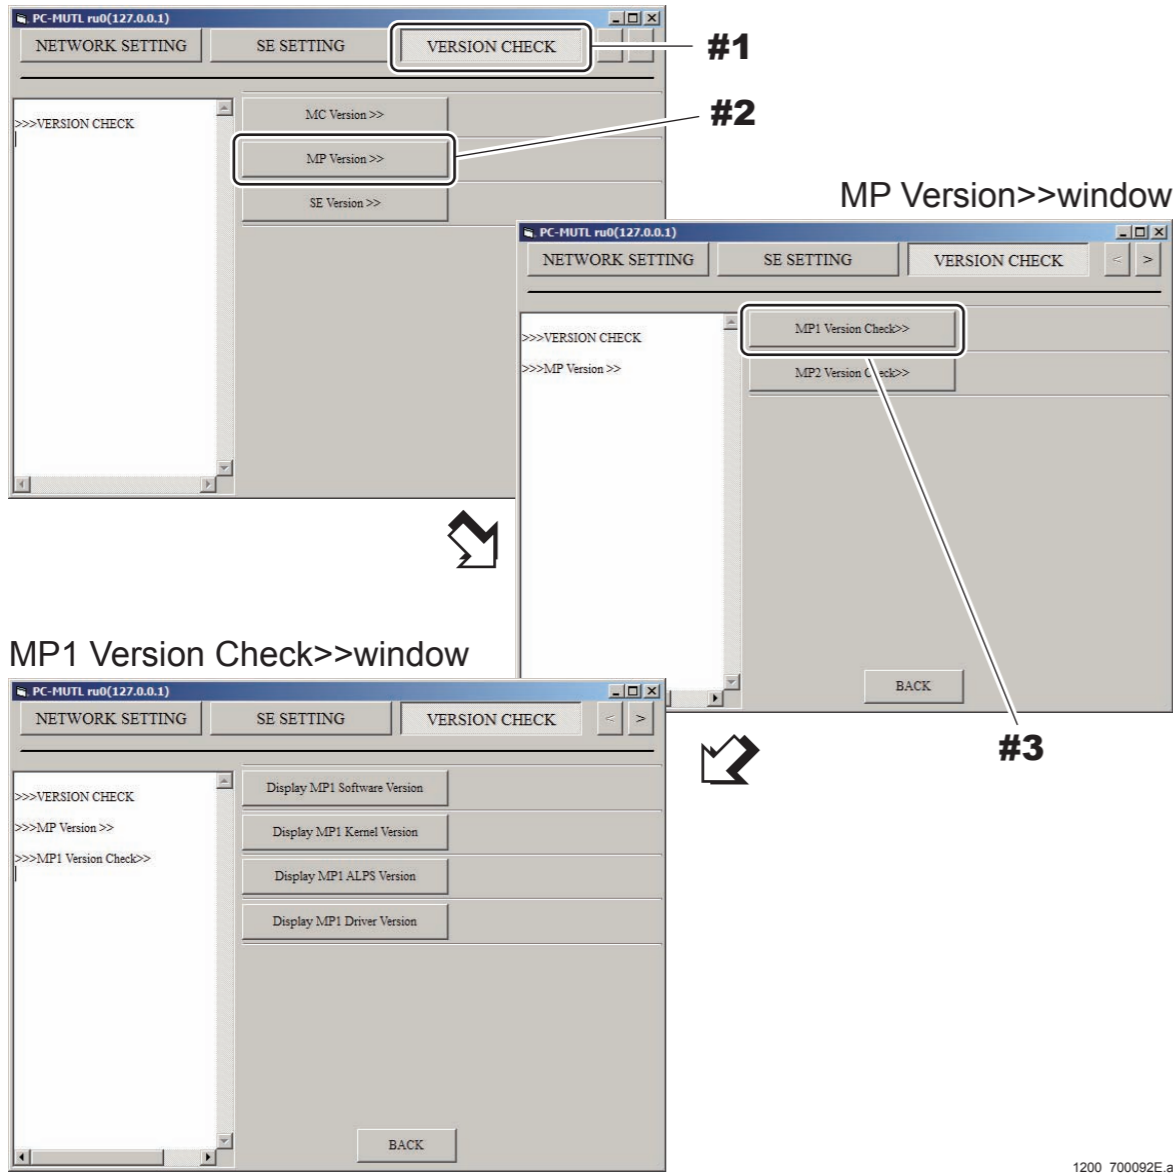 PC-MUTL ru0(127.0.0.1)
NETWORK SETTING SE SETTING VERSION CHECK
#1
>>>VERSION CHECK
MC Version >>
#2
MP Version >>
SE Version >>
MP Version>>window
PC-MUTL ru0(127.0.0.1)
NETWORK SETTING SE SETTING VERSION CHECK < >
>>>VERSION CHECK
>>>MP Version >>
MP1 Version Check>>
MP2 Version Check>>
BACK
#3
MP1 Version Check>>window
PC-MUTL ru0(127.0.0.1)
NETWORK SETTING SE SETTING VERSION CHECK < >
>>>VERSION CHECK
>>>MP Version >>
>>>MP1 Version Check>>
Display MP1 Software Version
Display MP1 Kernel Version
Display MP1 ALPS Version
Display MP1 Driver Version
BACK
1200_700092E.a